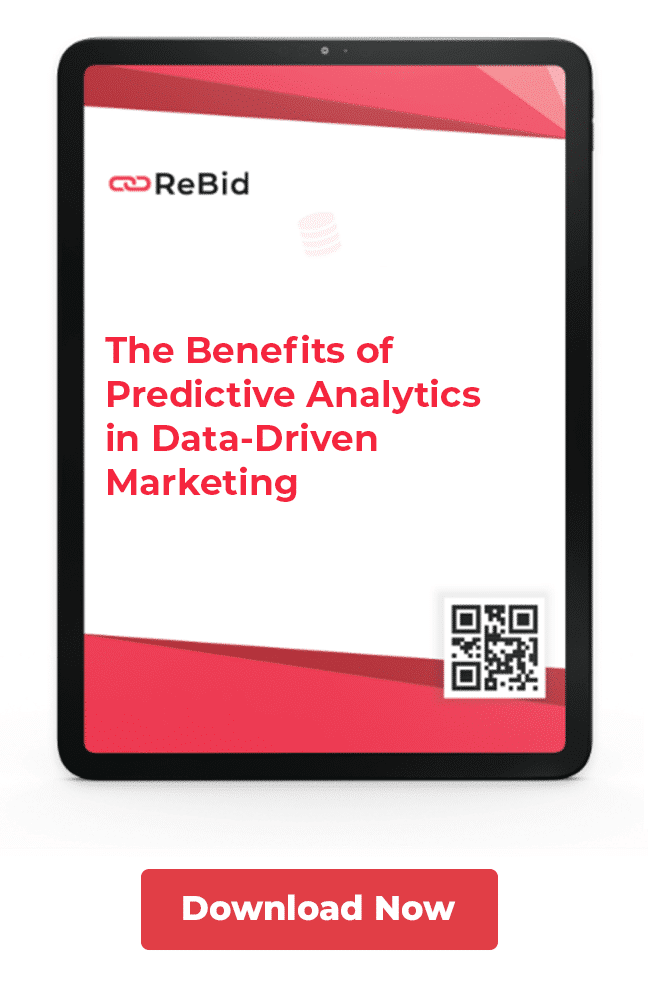 ReBid
The Benefits of
Predictive Analytics
in Data-Driven
Marketing
Download Now